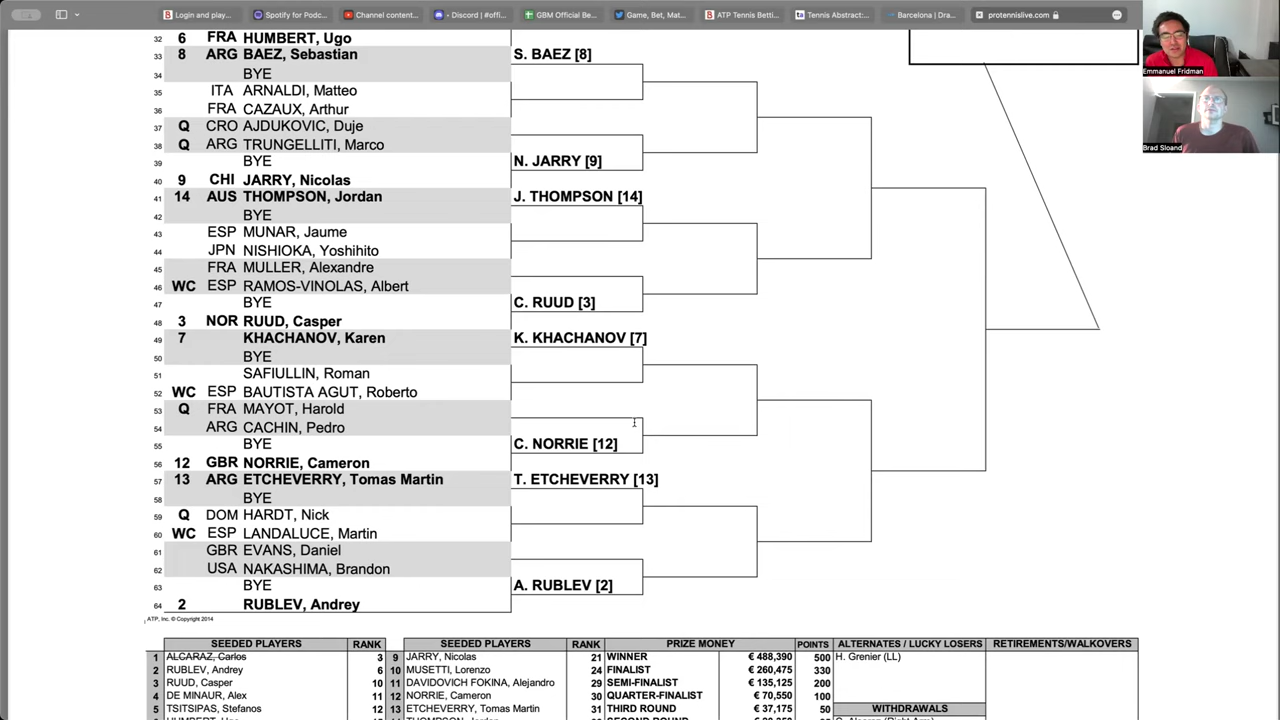 Login and play...
Spotify for Podc...
Channel content...
Discord | #offi...
GBM Official Be...
Game, Bet, Mat...
ATP Tennis Betti...
Tennis Abstract:...
Barcelona | Dra...
protennislive.com
32 6 FRA HUMBERT, Ugo
33 8 ARG BAEZ, Sebastian S. BAEZ [8]
34 BYE
35 ITA ARNALDI, Matteo
36 FRA CAZAUX, Arthur
37 Q CRO AJDUKOVIC, Duje
38 Q ARG TRUNGELLITI, Marco
39 BYE N. JARRY [9]
40 9 CHI JARRY, Nicolas
41 14 AUS THOMPSON, Jordan J. THOMPSON [14]
42 BYE
43 ESP MUNAR, Jaume
44 JPN NISHIOKA, Yoshihito
45 FRA MULLER, Alexandre
46 WC ESP RAMOS-VINOLAS, Albert
47 BYE C. RUUD [3]
48 3 NOR RUUD, Casper
49 7 KHACHANOV, Karen K. KHACHANOV [7]
50 BYE
51 SAFIULLIN, Roman
52 WC ESP BAUTISTA AGUT, Roberto
53 Q FRA MAYOT, Harold
54 ARG CACHIN, Pedro
55 BYE C. NORRIE [12]
56 12 GBR NORRIE, Cameron
57 13 ARG ETCHEVERRY, Tomas Martin T. ETCHEVERRY [13]
58 BYE
59 Q DOM HARDT, Nick
60 WC ESP LANDALUCE, Martin
61 GBR EVANS, Daniel
62 USA NAKASHIMA, Brandon
63 BYE A. RUBLEV [2]
64 2 RUBLEV, Andrey
ATP, Inc. © Copyright 2014
SEEDED PLAYERS RANK SEEDED PLAYERS RANK PRIZE MONEY POINTS ALTERNATES / LUCKY LOSERS RETIREMENTS/WALKOVERS
1 ALCARAZ, Carlos 3 9 JARRY, Nicolas 21 WINNER € 488,390 500 H. Grenier (LL)
2 RUBLEV, Andrey 6 10 MUSETTI, Lorenzo 24 FINALIST € 260,475 330
3 RUUD, Casper 10 11 DAVIDOVICH FOKINA, Alejandro 29 SEMI-FINALIST € 135,125 200
4 DE MINAUR, Alex 11 12 NORRIE, Cameron 30 QUARTER-FINALIST € 70,550 100
5 TSITSIPAS, Stefanos 12 13 ETCHEVERRY, Tomas Martin 31 THIRD ROUND € 37,175 50 WITHDRAWALS
Emmanuel Fridman
Brad Sloand